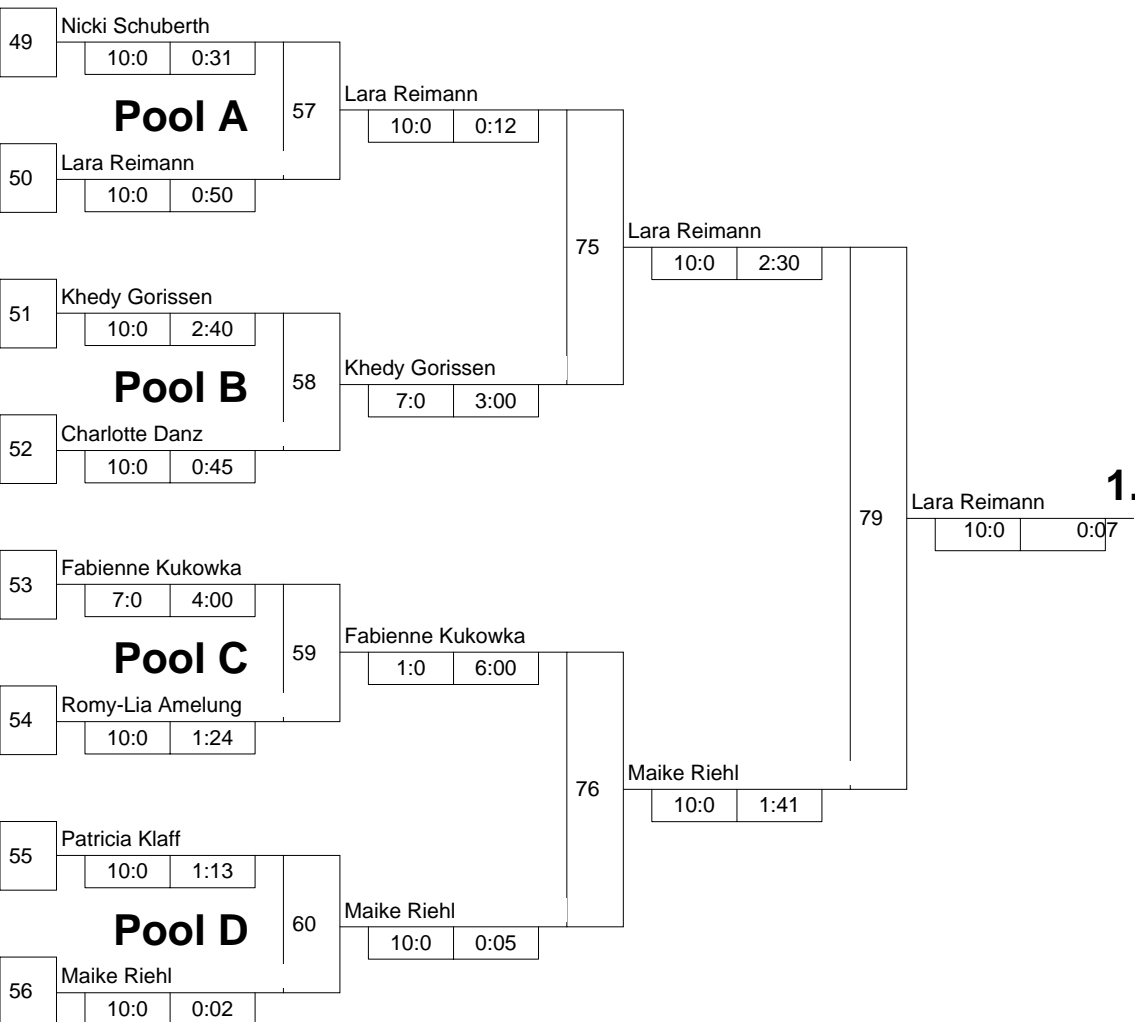 49 Nicki Schuberth
10:0 0:31
Pool A 57 Lara Reimann
10:0 0:12
50 Lara Reimann
10:0 0:50
75 Lara Reimann
10:0 2:30
51 Khedy Gorissen
10:0 2:40
Pool B 58 Khedy Gorissen
7:0 3:00
52 Charlotte Danz
10:0 0:45
79 Lara Reimann 1.
10:0 0:07
53 Fabienne Kukowka
7:0 4:00
Pool C 59 Fabienne Kukowka
1:0 6:00
54 Romy-Lia Amelung
10:0 1:24
76 Maike Riehl
10:0 1:41
55 Patricia Klaff
10:0 1:13
Pool D 60 Maike Riehl
10:0 0:05
56 Maike Riehl
10:0 0:02